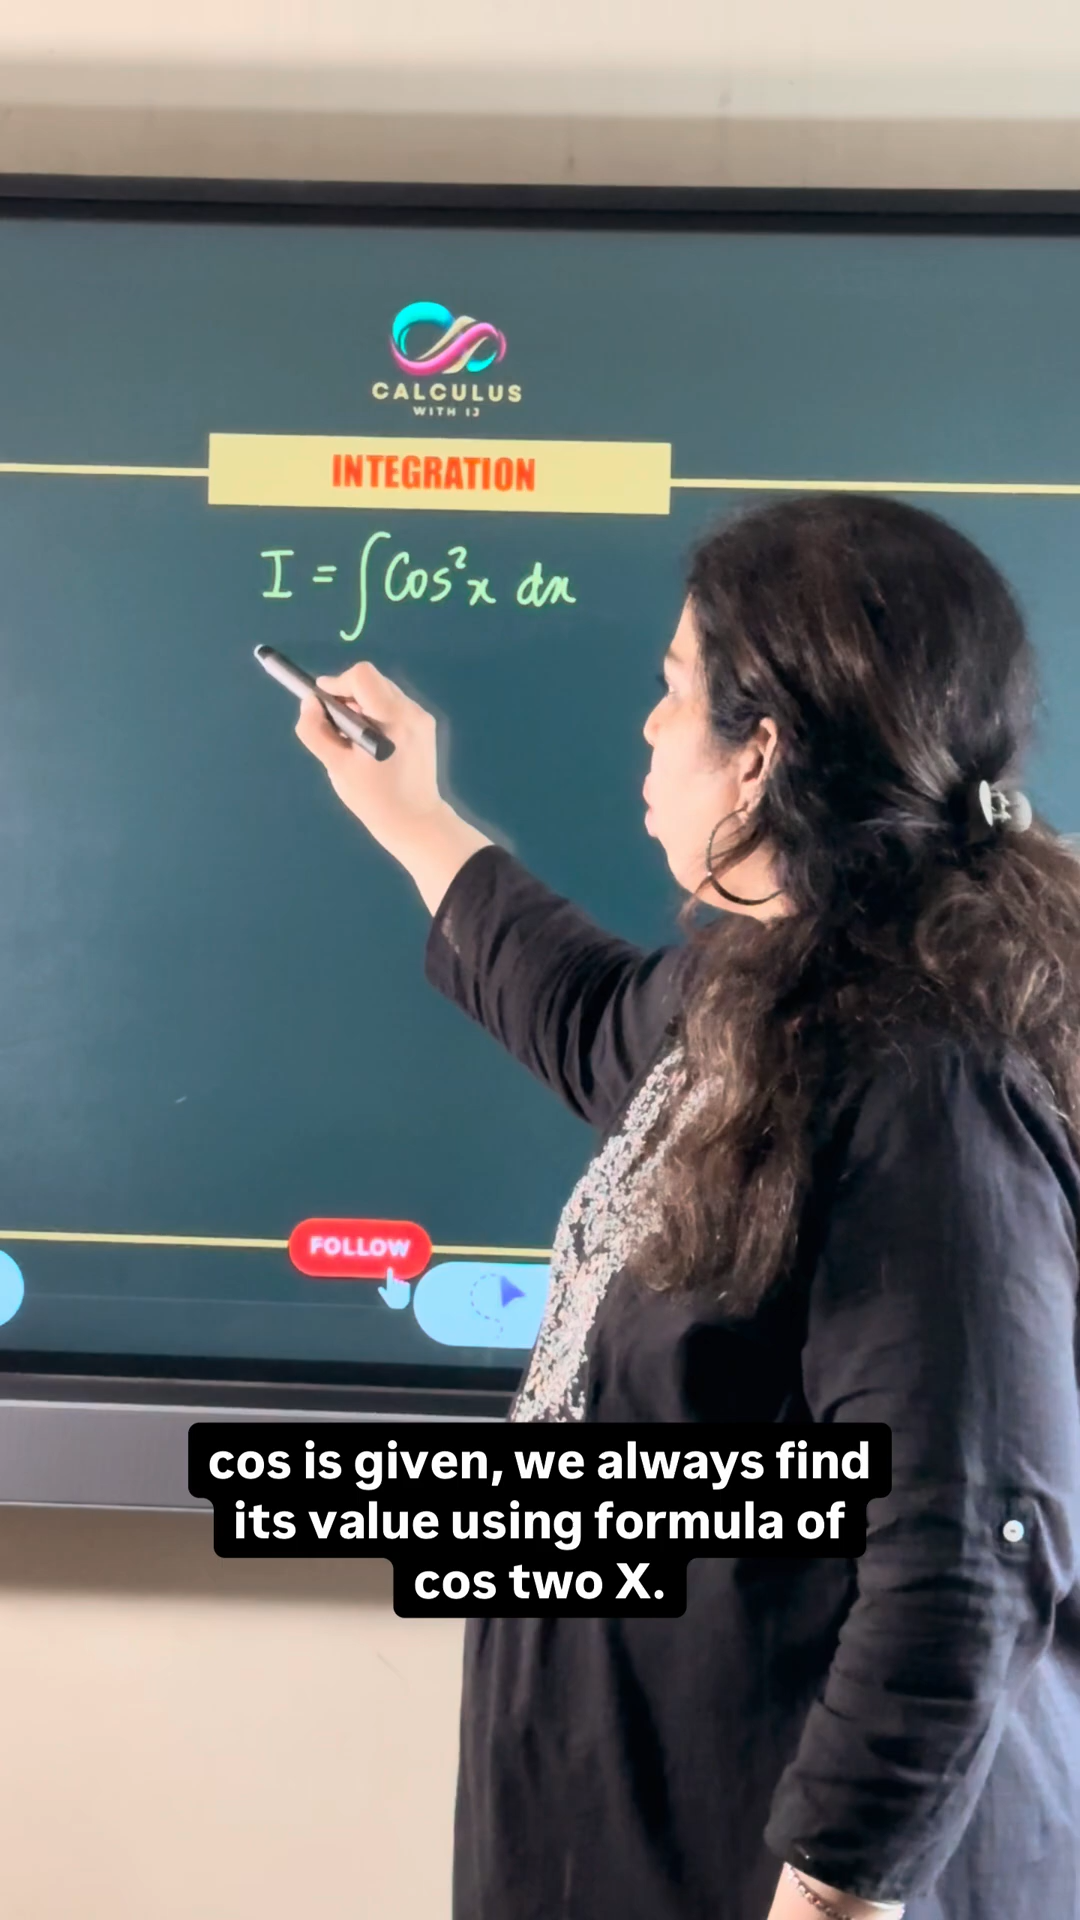 CALCULUS
WITH IJ
INTEGRATION
I = ∫Cos²x dx
FOLLOW
cos is given, we always find
its value using formula of
cos two X.